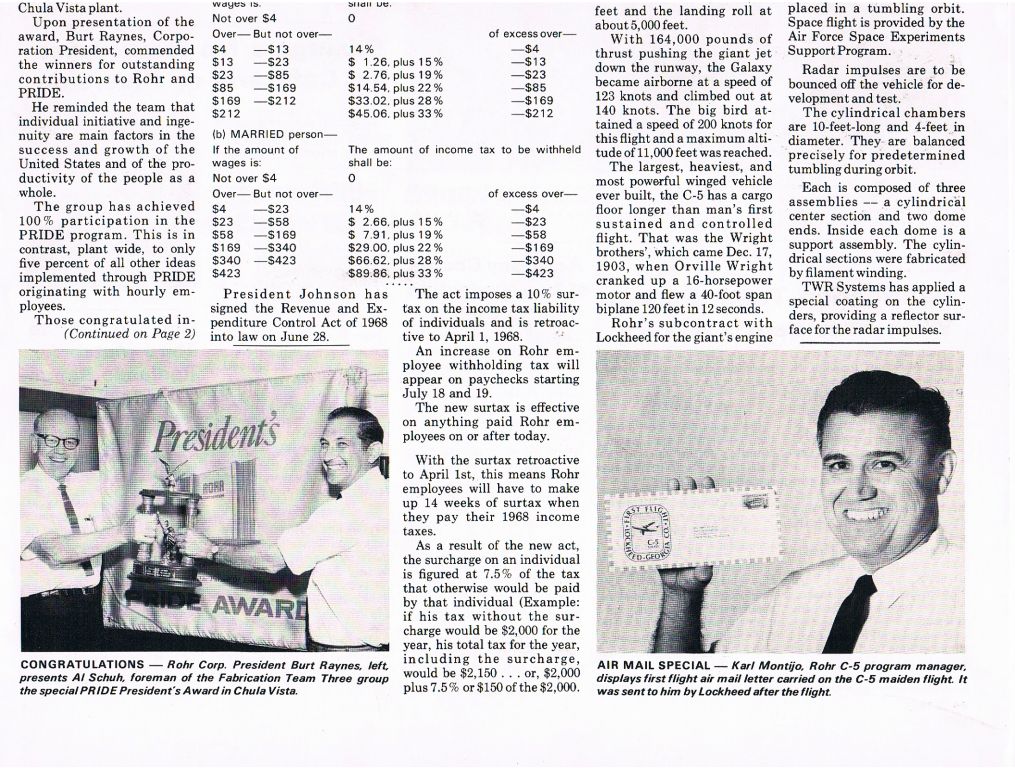 Chula Vista plant.
Upon presentation of the
award, Burt Raynes, Corpo-
ration President, commended
the winners for outstanding
contributions to Rohr and
PRIDE.
He reminded the team that
individual initiative and inge-
nuity are main factors in the
success and growth of the
United States and of the pro-
ductivity of the people as a
whole.
The group has achieved
100% participation in the
PRIDE program. This is in
contrast, plant wide, to only
five percent of all other ideas
implemented through PRIDE
originating with hourly em-
ployees.
Those congratulated in-
(Continued on Page 2)
wages is: shall be:
Not over $4 0
Over— But not over— of excess over—
$4 —$13 14% —$4
$13 —$23 $ 1.26, plus 15% —$13
$23 —$85 $ 2.76, plus 19% —$23
$85 —$169 $14.54, plus 22% —$85
$169 —$212 $33.02, plus 28% —$169
$212 $45.06, plus 33% —$212
(b) MARRIED person—
If the amount of The amount of income tax to be withheld
wages is: shall be:
Not over $4 0
Over— But not over— of excess over—
$4 —$23 14% —$4
$23 —$58 $ 2.66, plus 15% —$23
$58 —$169 $ 7.91, plus 19% —$58
$169 —$340 $29.00, plus 22% —$169
$340 —$423 $66.62, plus 28% —$340
$423 $89.86, plus 33% —$423
.....
President Johnson has
signed the Revenue and Ex-
penditure Control Act of 1968
into law on June 28.
The act imposes a 10% sur-
tax on the income tax liability
of individuals and is retroac-
tive to April 1, 1968.
An increase on Rohr em-
ployee withholding tax will
appear on paychecks starting
July 18 and 19.
The new surtax is effective
on anything paid Rohr em-
ployees on or after today.
With the surtax retroactive
to April 1st, this means Rohr
employees will have to make
up 14 weeks of surtax when
they pay their 1968 income
taxes.
As a result of the new act,
the surcharge on an individual
is figured at 7.5% of the tax
that otherwise would be paid
by that individual (Example:
if his tax without the sur-
charge would be $2,000 for the
year, his total tax for the year,
including the surcharge,
would be $2,150 . . . or, $2,000
plus 7.5% or $150 of the $2,000.
feet and the landing roll at
about 5,000 feet.
With 164,000 pounds of
thrust pushing the giant jet
down the runway, the Galaxy
became airborne at a speed of
123 knots and climbed out at
140 knots. The big bird at-
tained a speed of 200 knots for
this flight and a maximum alti-
tude of 11,000 feet was reached.
The largest, heaviest, and
most powerful winged vehicle
ever built, the C-5 has a cargo
floor longer than man's first
sustained and controlled
flight. That was the Wright
brothers', which came Dec. 17,
1903, when Orville Wright
cranked up a 16-horsepower
motor and flew a 40-foot span
biplane 120 feet in 12 seconds.
Rohr's subcontract with
Lockheed for the giant's engine
placed in a tumbling orbit.
Space flight is provided by the
Air Force Space Experiments
Support Program.
Radar impulses are to be
bounced off the vehicle for de-
velopment and test.
The cylindrical chambers
are 10-feet-long and 4-feet in
diameter. They are balanced
precisely for predetermined
tumbling during orbit.
Each is composed of three
assemblies -- a cylindrical
center section and two dome
ends. Inside each dome is a
support assembly. The cylin-
drical sections were fabricated
by filament winding.
TWR Systems has applied a
special coating on the cylin-
ders, providing a reflector sur-
face for the radar impulses.
President's
ROHR
PRIDE AWARD
CONGRATULATIONS — Rohr Corp. President Burt Raynes, left,
presents Al Schuh, foreman of the Fabrication Team Three group
the special PRIDE President's Award in Chula Vista.
FIRST FLIGHT
C-5
LOCKHEED-GEORGIA CO.
AIR MAIL SPECIAL — Karl Montijo, Rohr C-5 program manager,
displays first flight air mail letter carried on the C-5 maiden flight. It
was sent to him by Lockheed after the flight.